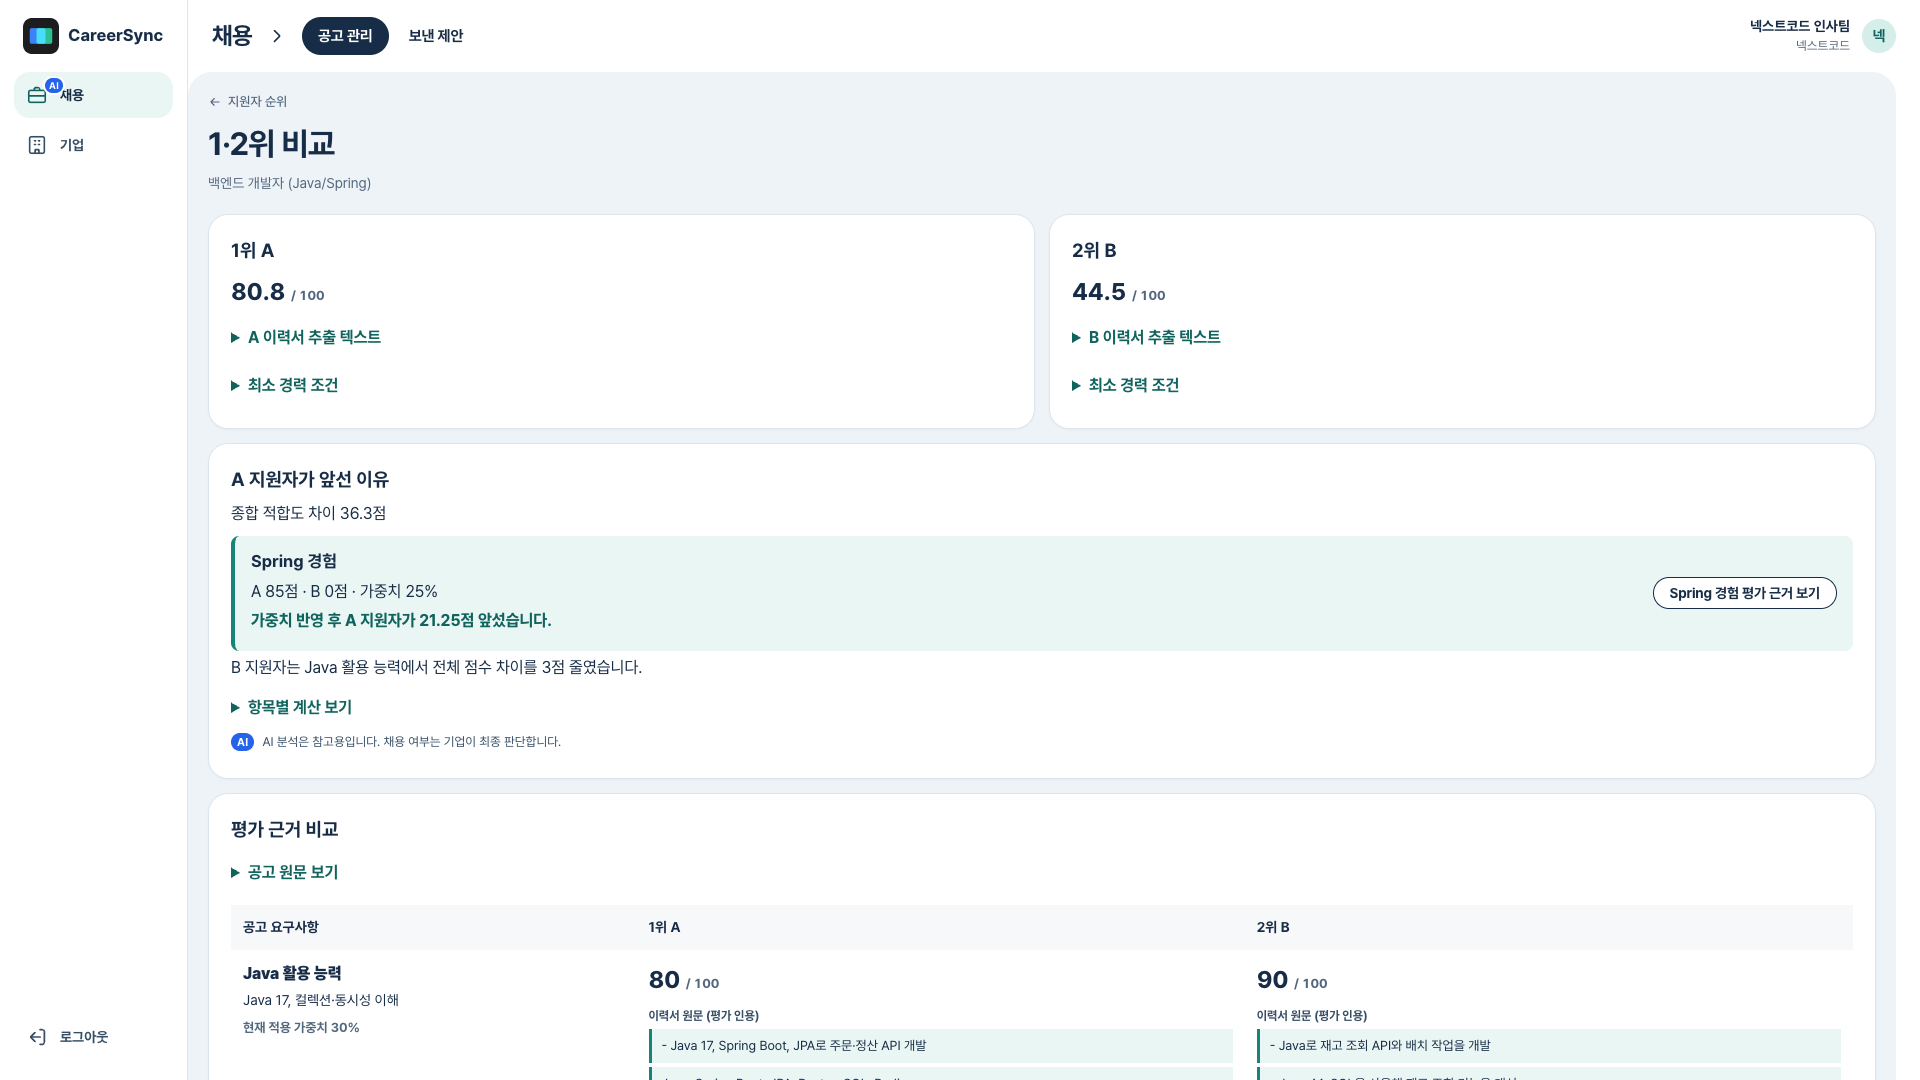 CareerSync
채용
공고 관리
보낸 제안
넥스트코드 인사팀
넥스트코드
넥
AI
채용
기업
지원자 순위
1·2위 비교
백엔드 개발자 (Java/Spring)
1위 A
80.8 / 100
A 이력서 추출 텍스트
최소 경력 조건
2위 B
44.5 / 100
B 이력서 추출 텍스트
최소 경력 조건
A 지원자가 앞선 이유
종합 적합도 차이 36.3점
Spring 경험
A 85점 · B 0점 · 가중치 25%
가중치 반영 후 A 지원자가 21.25점 앞섰습니다.
Spring 경험 평가 근거 보기
B 지원자는 Java 활용 능력에서 전체 점수 차이를 3점 줄였습니다.
항목별 계산 보기
AI AI 분석은 참고용입니다. 채용 여부는 기업이 최종 판단합니다.
평가 근거 비교
공고 원문 보기
공고 요구사항
1위 A
2위 B
Java 활용 능력
Java 17, 컬렉션·동시성 이해
현재 적용 가중치 30%
80 / 100
이력서 원문 (평가 인용)
- Java 17, Spring Boot, JPA로 주문·정산 API 개발
90 / 100
이력서 원문 (평가 인용)
- Java로 재고 조회 API와 배치 작업을 개발
로그아웃